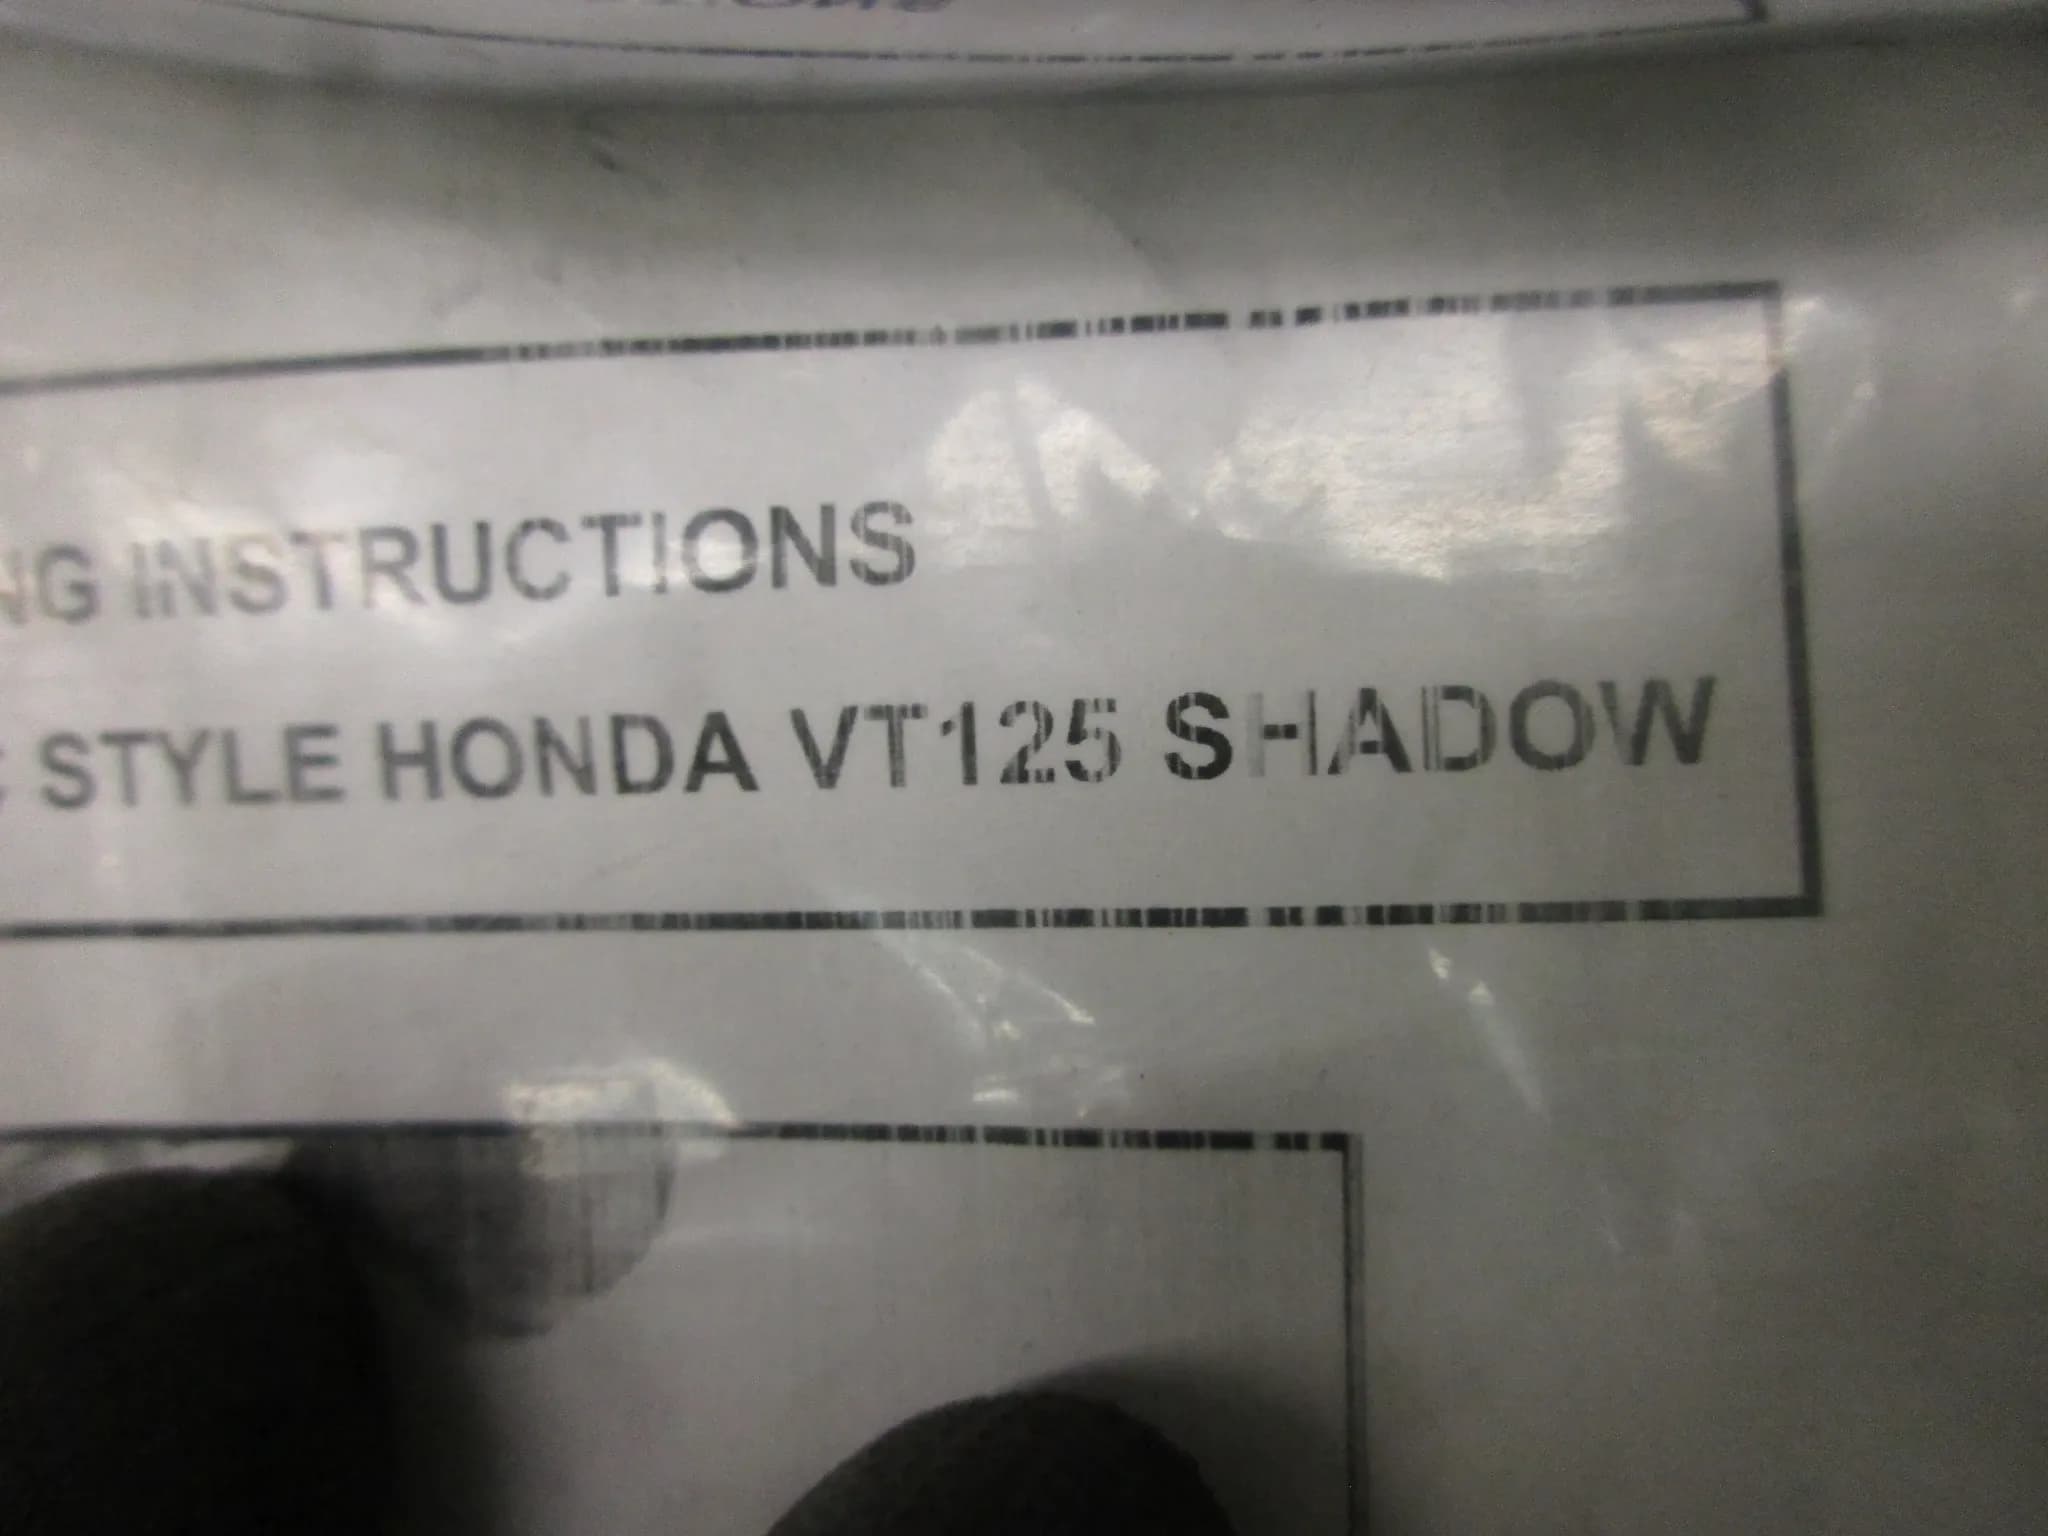 NG INSTRUCTIONS
STYLE HONDA VT125 SHADOW